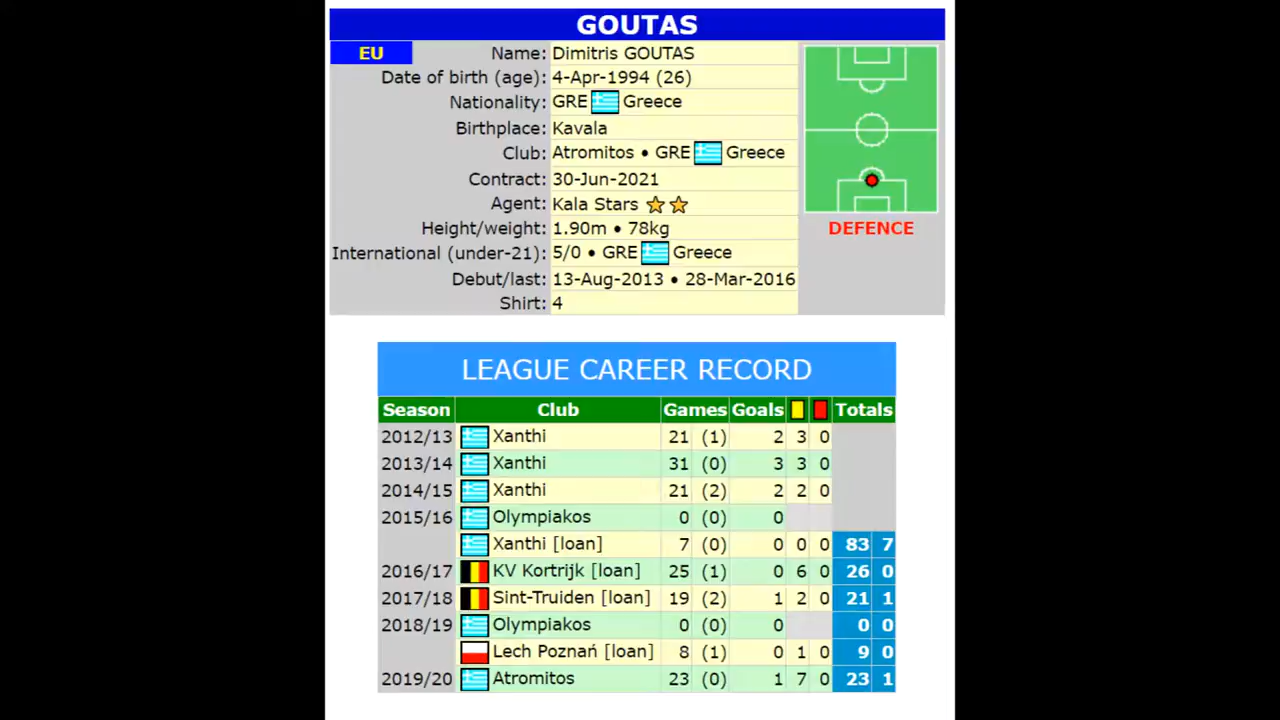 GOUTAS
EU Name: Dimitris GOUTAS
Date of birth (age): 4-Apr-1994 (26)
Nationality: GRE Greece
Birthplace: Kavala
Club: Atromitos • GRE Greece
Contract: 30-Jun-2021
Agent: Kala Stars
Height/weight: 1.90m • 78kg
DEFENCE
International (under-21): 5/0 • GRE Greece
Debut/last: 13-Aug-2013 • 28-Mar-2016
Shirt: 4
LEAGUE CAREER RECORD
Season Club Games Goals Totals
2012/13 Xanthi 21 (1) 2 3 0
2013/14 Xanthi 31 (0) 3 3 0
2014/15 Xanthi 21 (2) 2 2 0
2015/16 Olympiakos 0 (0) 0
Xanthi [loan] 7 (0) 0 0 0 83 7
2016/17 KV Kortrijk [loan] 25 (1) 0 6 0 26 0
2017/18 Sint-Truiden [loan] 19 (2) 1 2 0 21 1
2018/19 Olympiakos 0 (0) 0 0 0
Lech Poznań [loan] 8 (1) 0 1 0 9 0
2019/20 Atromitos 23 (0) 1 7 0 23 1